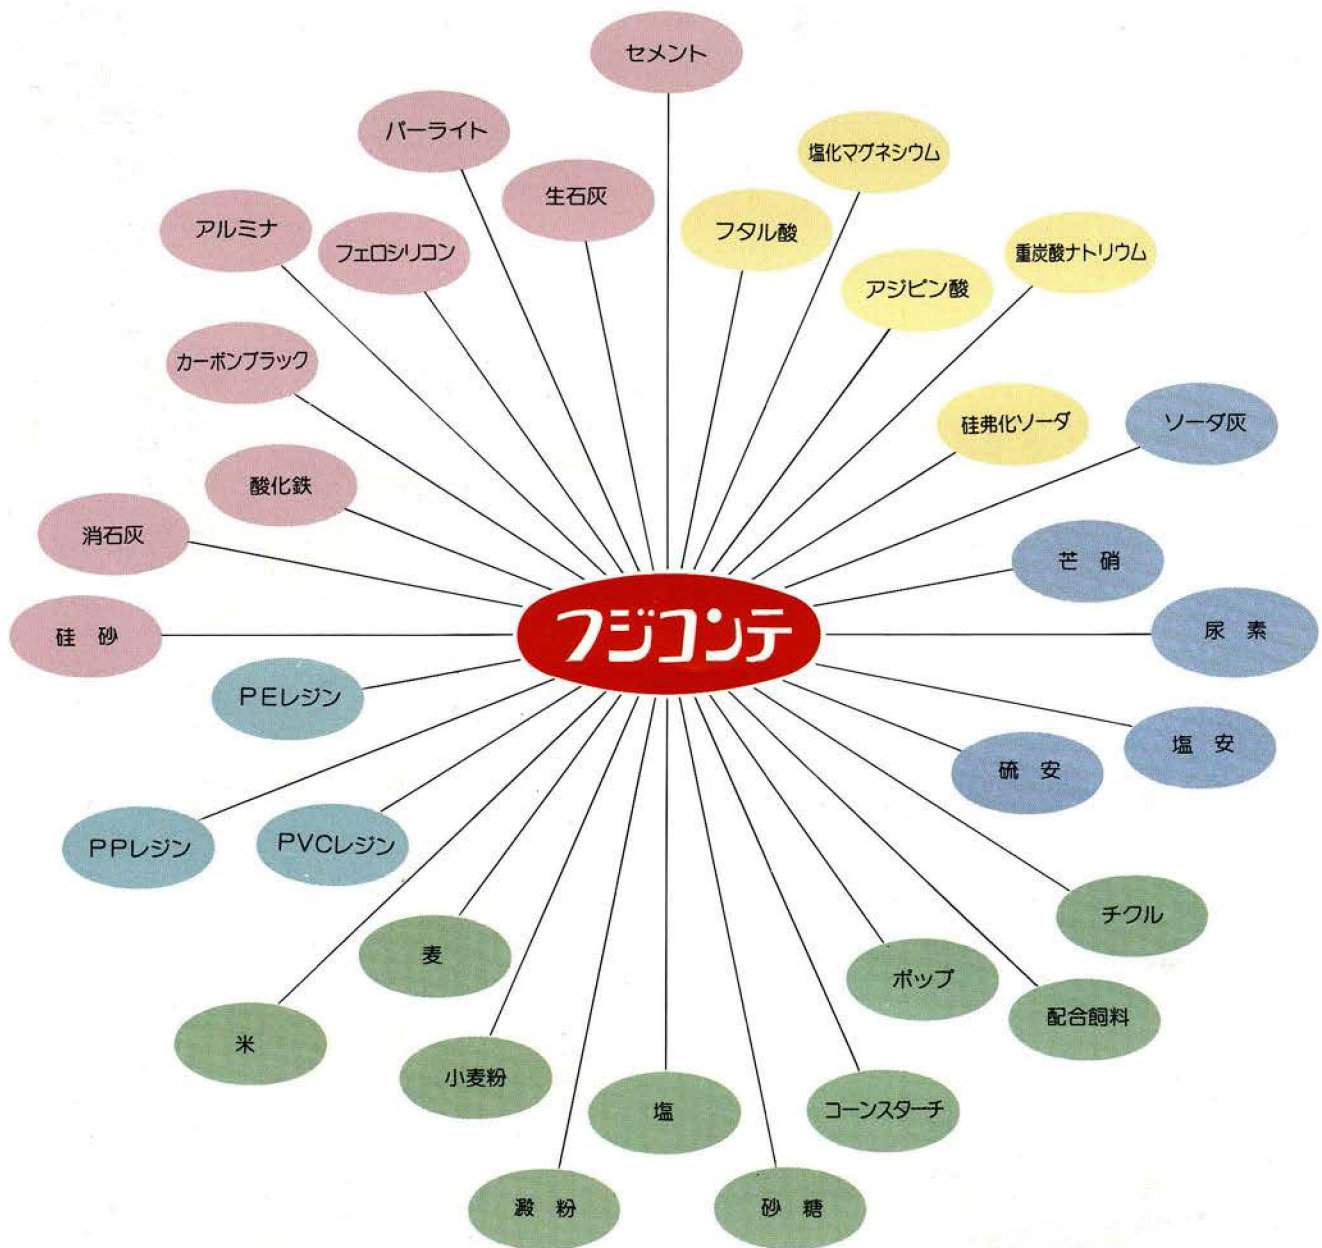 セメント
パーライト
塩化マグネシウム
生石灰
アルミナ
フタル酸
フェロシリコン
重炭酸ナトリウム
アジピン酸
カーボンブラック
硅弗化ソーダ
ソーダ灰
酸化鉄
消石灰
芒 硝
硅 砂
フジコンテ
尿 素
PEレジン
塩 安
硫 安
PPレジン
PVCレジン
チクル
麦
ポップ
配合飼料
米
小麦粉
塩
コーンスターチ
澱 粉
砂 糖